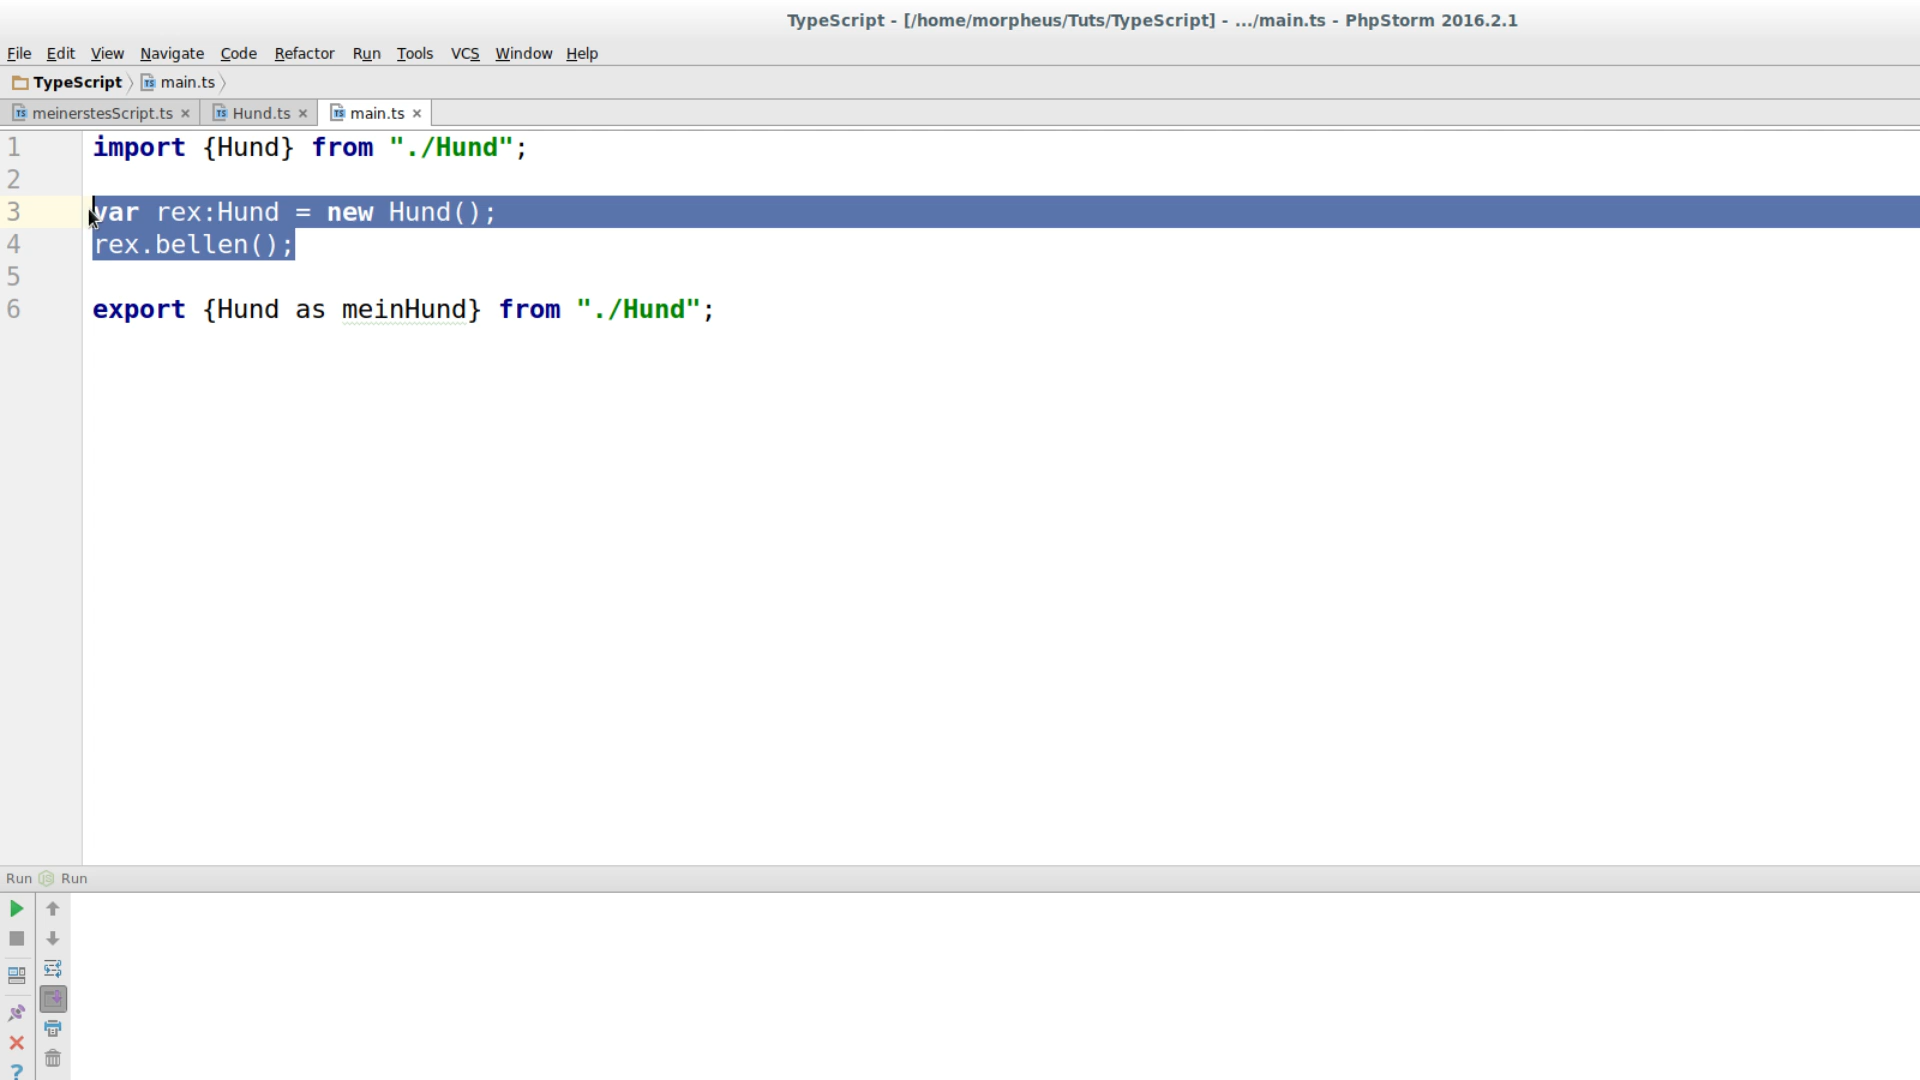 TypeScript - [/home/morpheus/Tuts/TypeScript] - .../main.ts - PhpStorm 2016.2.1
File Edit View Navigate Code Refactor Run Tools VCS Window Help
TypeScript main.ts
meinerstesScript.ts Hund.ts main.ts
1 import {Hund} from "./Hund";
2
3 var rex:Hund = new Hund();
4 rex.bellen();
5
6 export {Hund as meinHund} from "./Hund";
Run Run